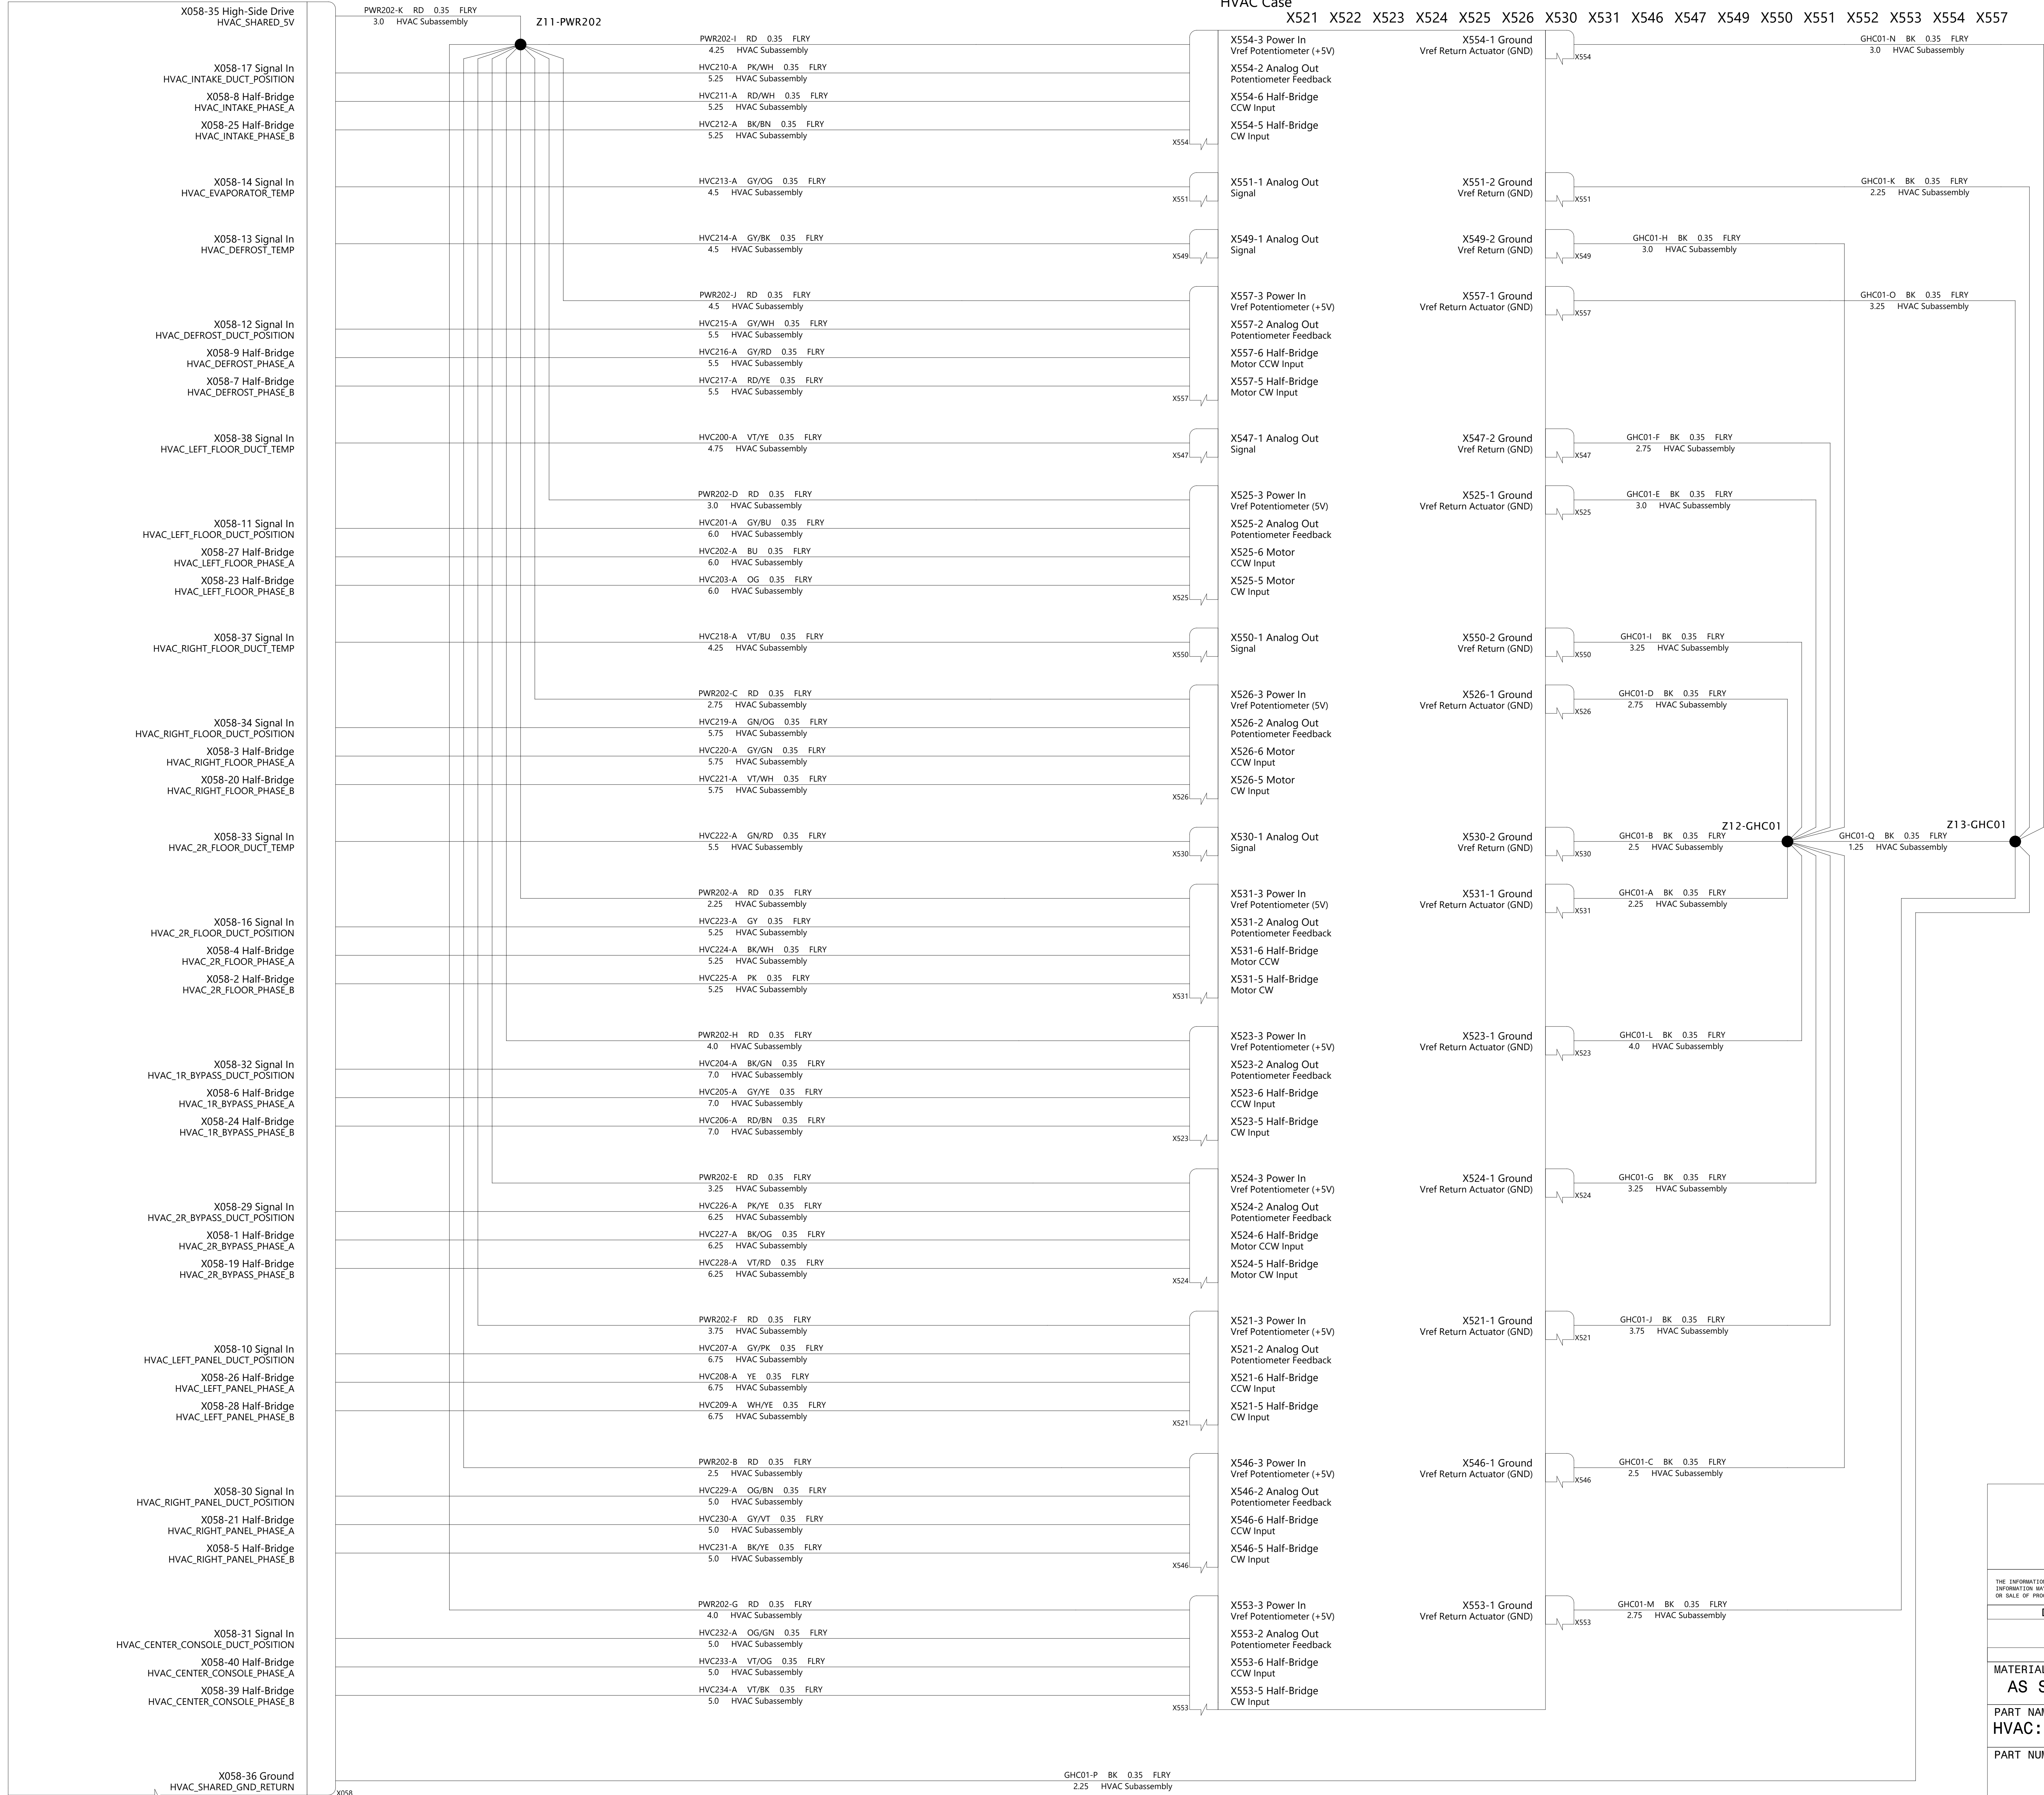 HVAC Case
X521 X522 X523 X524 X525 X526 X530 X531 X546 X547 X549 X550 X551 X552 X553 X554 X557
X058-35 High-Side Drive
HVAC_SHARED_5V
PWR202-K RD 0.35 FLRY
3.0 HVAC Subassembly
Z11-PWR202
PWR202-I RD 0.35 FLRY
4.25 HVAC Subassembly
X554-3 Power In
Vref Potentiometer (+5V)
X554-1 Ground
Vref Return Actuator (GND)
X554
GHC01-N BK 0.35 FLRY
3.0 HVAC Subassembly
X058-17 Signal In
HVAC_INTAKE_DUCT_POSITION
HVC210-A PK/WH 0.35 FLRY
5.25 HVAC Subassembly
X554-2 Analog Out
Potentiometer Feedback
X058-8 Half-Bridge
HVAC_INTAKE_PHASE_A
HVC211-A RD/WH 0.35 FLRY
5.25 HVAC Subassembly
X554-6 Half-Bridge
CCW Input
X058-25 Half-Bridge
HVAC_INTAKE_PHASE_B
HVC212-A BK/BN 0.35 FLRY
5.25 HVAC Subassembly
X554-5 Half-Bridge
CW Input
X554
X058-14 Signal In
HVAC_EVAPORATOR_TEMP
HVC213-A GY/OG 0.35 FLRY
4.5 HVAC Subassembly
X551
X551-1 Analog Out
Signal
X551-2 Ground
Vref Return (GND)
X551
GHC01-K BK 0.35 FLRY
2.25 HVAC Subassembly
X058-13 Signal In
HVAC_DEFROST_TEMP
HVC214-A GY/BK 0.35 FLRY
4.5 HVAC Subassembly
X549
X549-1 Analog Out
Signal
X549-2 Ground
Vref Return (GND)
X549
GHC01-H BK 0.35 FLRY
3.0 HVAC Subassembly
PWR202-J RD 0.35 FLRY
4.5 HVAC Subassembly
X557-3 Power In
Vref Potentiometer (+5V)
X557-1 Ground
Vref Return Actuator (GND)
X557
GHC01-O BK 0.35 FLRY
3.25 HVAC Subassembly
X058-12 Signal In
HVAC_DEFROST_DUCT_POSITION
HVC215-A GY/WH 0.35 FLRY
5.5 HVAC Subassembly
X557-2 Analog Out
Potentiometer Feedback
X058-9 Half-Bridge
HVAC_DEFROST_PHASE_A
HVC216-A GY/RD 0.35 FLRY
5.5 HVAC Subassembly
X557-6 Half-Bridge
Motor CCW Input
X058-7 Half-Bridge
HVAC_DEFROST_PHASE_B
HVC217-A RD/YE 0.35 FLRY
5.5 HVAC Subassembly
X557-5 Half-Bridge
Motor CW Input
X557
X058-38 Signal In
HVAC_LEFT_FLOOR_DUCT_TEMP
HVC200-A VT/YE 0.35 FLRY
4.75 HVAC Subassembly
X547
X547-1 Analog Out
Signal
X547-2 Ground
Vref Return (GND)
X547
GHC01-F BK 0.35 FLRY
2.75 HVAC Subassembly
PWR202-D RD 0.35 FLRY
3.0 HVAC Subassembly
X525-3 Power In
Vref Potentiometer (5V)
X525-1 Ground
Vref Return Actuator (GND)
X525
GHC01-E BK 0.35 FLRY
3.0 HVAC Subassembly
X058-11 Signal In
HVAC_LEFT_FLOOR_DUCT_POSITION
HVC201-A GY/BU 0.35 FLRY
6.0 HVAC Subassembly
X525-2 Analog Out
Potentiometer Feedback
X058-27 Half-Bridge
HVAC_LEFT_FLOOR_PHASE_A
HVC202-A BU 0.35 FLRY
6.0 HVAC Subassembly
X525-6 Motor
CCW Input
X058-23 Half-Bridge
HVAC_LEFT_FLOOR_PHASE_B
HVC203-A OG 0.35 FLRY
6.0 HVAC Subassembly
X525-5 Motor
CW Input
X525
X058-37 Signal In
HVAC_RIGHT_FLOOR_DUCT_TEMP
HVC218-A VT/BU 0.35 FLRY
4.25 HVAC Subassembly
X550
X550-1 Analog Out
Signal
X550-2 Ground
Vref Return (GND)
X550
GHC01-I BK 0.35 FLRY
3.25 HVAC Subassembly
PWR202-C RD 0.35 FLRY
2.75 HVAC Subassembly
X526-3 Power In
Vref Potentiometer (5V)
X526-1 Ground
Vref Return Actuator (GND)
X526
GHC01-D BK 0.35 FLRY
2.75 HVAC Subassembly
X058-34 Signal In
HVAC_RIGHT_FLOOR_DUCT_POSITION
HVC219-A GN/OG 0.35 FLRY
5.75 HVAC Subassembly
X526-2 Analog Out
Potentiometer Feedback
X058-3 Half-Bridge
HVAC_RIGHT_FLOOR_PHASE_A
HVC220-A GY/GN 0.35 FLRY
5.75 HVAC Subassembly
X526-6 Motor
CCW Input
X058-20 Half-Bridge
HVAC_RIGHT_FLOOR_PHASE_B
HVC221-A VT/WH 0.35 FLRY
5.75 HVAC Subassembly
X526-5 Motor
CW Input
X526
X058-33 Signal In
HVAC_2R_FLOOR_DUCT_TEMP
HVC222-A GN/RD 0.35 FLRY
5.5 HVAC Subassembly
X530
X530-1 Analog Out
Signal
X530-2 Ground
Vref Return (GND)
X530
GHC01-B BK 0.35 FLRY
2.5 HVAC Subassembly
Z12-GHC01
GHC01-Q BK 0.35 FLRY
1.25 HVAC Subassembly
Z13-GHC01
PWR202-A RD 0.35 FLRY
2.25 HVAC Subassembly
X531-3 Power In
Vref Potentiometer (5V)
X531-1 Ground
Vref Return Actuator (GND)
X531
GHC01-A BK 0.35 FLRY
2.25 HVAC Subassembly
X058-16 Signal In
HVAC_2R_FLOOR_DUCT_POSITION
HVC223-A GY 0.35 FLRY
5.25 HVAC Subassembly
X531-2 Analog Out
Potentiometer Feedback
X058-4 Half-Bridge
HVAC_2R_FLOOR_PHASE_A
HVC224-A BK/WH 0.35 FLRY
5.25 HVAC Subassembly
X531-6 Half-Bridge
Motor CCW
X058-2 Half-Bridge
HVAC_2R_FLOOR_PHASE_B
HVC225-A PK 0.35 FLRY
5.25 HVAC Subassembly
X531-5 Half-Bridge
Motor CW
X531
PWR202-H RD 0.35 FLRY
4.0 HVAC Subassembly
X523-3 Power In
Vref Potentiometer (+5V)
X523-1 Ground
Vref Return Actuator (GND)
X523
GHC01-L BK 0.35 FLRY
4.0 HVAC Subassembly
X058-32 Signal In
HVAC_1R_BYPASS_DUCT_POSITION
HVC204-A BK/GN 0.35 FLRY
7.0 HVAC Subassembly
X523-2 Analog Out
Potentiometer Feedback
X058-6 Half-Bridge
HVAC_1R_BYPASS_PHASE_A
HVC205-A GY/YE 0.35 FLRY
7.0 HVAC Subassembly
X523-6 Half-Bridge
CCW Input
X058-24 Half-Bridge
HVAC_1R_BYPASS_PHASE_B
HVC206-A RD/BN 0.35 FLRY
7.0 HVAC Subassembly
X523-5 Half-Bridge
CW Input
X523
PWR202-E RD 0.35 FLRY
3.25 HVAC Subassembly
X524-3 Power In
Vref Potentiometer (+5V)
X524-1 Ground
Vref Return Actuator (GND)
X524
GHC01-G BK 0.35 FLRY
3.25 HVAC Subassembly
X058-29 Signal In
HVAC_2R_BYPASS_DUCT_POSITION
HVC226-A PK/YE 0.35 FLRY
6.25 HVAC Subassembly
X524-2 Analog Out
Potentiometer Feedback
X058-1 Half-Bridge
HVAC_2R_BYPASS_PHASE_A
HVC227-A BK/OG 0.35 FLRY
6.25 HVAC Subassembly
X524-6 Half-Bridge
Motor CCW Input
X058-19 Half-Bridge
HVAC_2R_BYPASS_PHASE_B
HVC228-A VT/RD 0.35 FLRY
6.25 HVAC Subassembly
X524-5 Half-Bridge
Motor CW Input
X524
PWR202-F RD 0.35 FLRY
3.75 HVAC Subassembly
X521-3 Power In
Vref Potentiometer (+5V)
X521-1 Ground
Vref Return Actuator (GND)
X521
GHC01-J BK 0.35 FLRY
3.75 HVAC Subassembly
X058-10 Signal In
HVAC_LEFT_PANEL_DUCT_POSITION
HVC207-A GY/PK 0.35 FLRY
6.75 HVAC Subassembly
X521-2 Analog Out
Potentiometer Feedback
X058-26 Half-Bridge
HVAC_LEFT_PANEL_PHASE_A
HVC208-A YE 0.35 FLRY
6.75 HVAC Subassembly
X521-6 Half-Bridge
CCW Input
X058-28 Half-Bridge
HVAC_LEFT_PANEL_PHASE_B
HVC209-A WH/YE 0.35 FLRY
6.75 HVAC Subassembly
X521-5 Half-Bridge
CW Input
X521
PWR202-B RD 0.35 FLRY
2.5 HVAC Subassembly
X546-3 Power In
Vref Potentiometer (+5V)
X546-1 Ground
Vref Return Actuator (GND)
X546
GHC01-C BK 0.35 FLRY
2.5 HVAC Subassembly
X058-30 Signal In
HVAC_RIGHT_PANEL_DUCT_POSITION
HVC229-A OG/BN 0.35 FLRY
5.0 HVAC Subassembly
X546-2 Analog Out
Potentiometer Feedback
X058-21 Half-Bridge
HVAC_RIGHT_PANEL_PHASE_A
HVC230-A GY/VT 0.35 FLRY
5.0 HVAC Subassembly
X546-6 Half-Bridge
CCW Input
X058-5 Half-Bridge
HVAC_RIGHT_PANEL_PHASE_B
HVC231-A BK/YE 0.35 FLRY
5.0 HVAC Subassembly
X546-5 Half-Bridge
CW Input
X546
PWR202-G RD 0.35 FLRY
4.0 HVAC Subassembly
X553-3 Power In
Vref Potentiometer (+5V)
X553-1 Ground
Vref Return Actuator (GND)
X553
GHC01-M BK 0.35 FLRY
2.75 HVAC Subassembly
X058-31 Signal In
HVAC_CENTER_CONSOLE_DUCT_POSITION
HVC232-A OG/GN 0.35 FLRY
5.0 HVAC Subassembly
X553-2 Analog Out
Potentiometer Feedback
X058-40 Half-Bridge
HVAC_CENTER_CONSOLE_PHASE_A
HVC233-A VT/OG 0.35 FLRY
5.0 HVAC Subassembly
X553-6 Half-Bridge
CCW Input
X058-39 Half-Bridge
HVAC_CENTER_CONSOLE_PHASE_B
HVC234-A VT/BK 0.35 FLRY
5.0 HVAC Subassembly
X553-5 Half-Bridge
CW Input
X553
X058-36 Ground
HVAC_SHARED_GND_RETURN
X058
GHC01-P BK 0.35 FLRY
2.25 HVAC Subassembly
THE INFORMATIO
INFORMATION MA
OR SALE OF PRO
MATERIAL
AS S
PART NAM
HVAC:
PART NUM